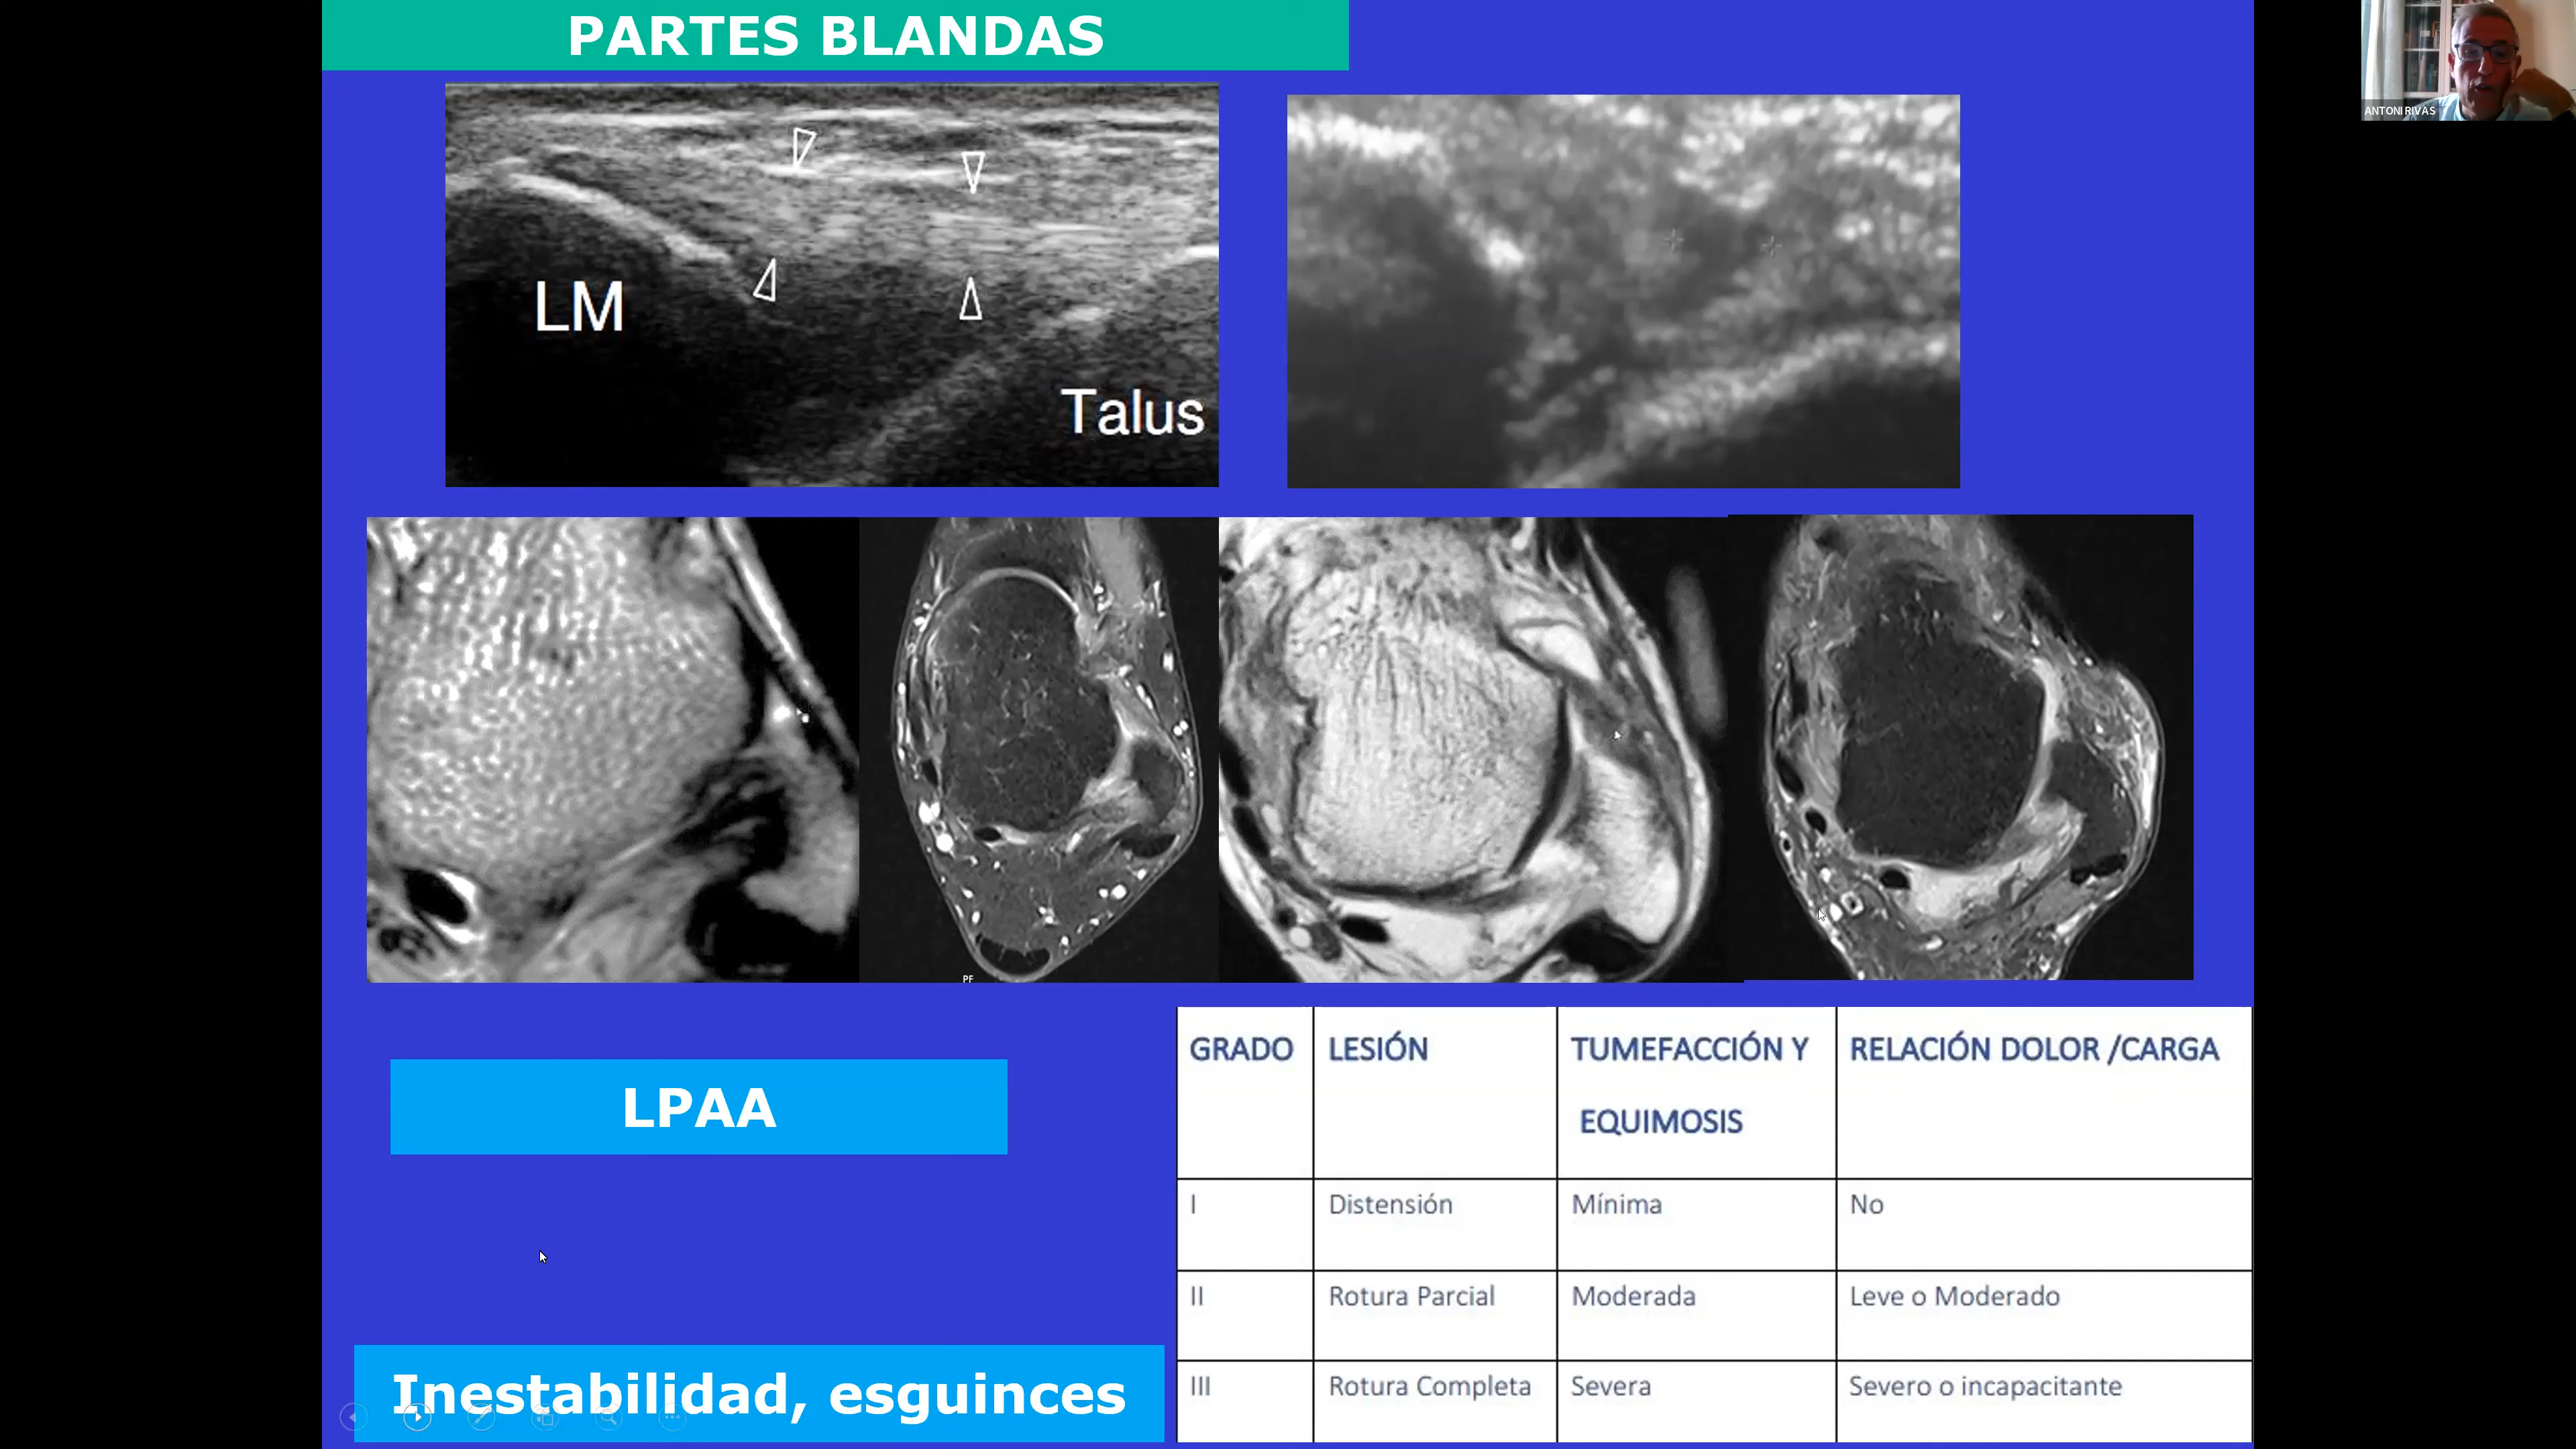 PARTES BLANDAS
ANTONI RIVAS
LM
Talus
PF
LPAA
Inestabilidad, esguinces
GRADO LESIÓN TUMEFACCIÓN Y EQUIMOSIS RELACIÓN DOLOR /CARGA
I Distensión Mínima No
II Rotura Parcial Moderada Leve o Moderado
III Rotura Completa Severa Severo o incapacitante